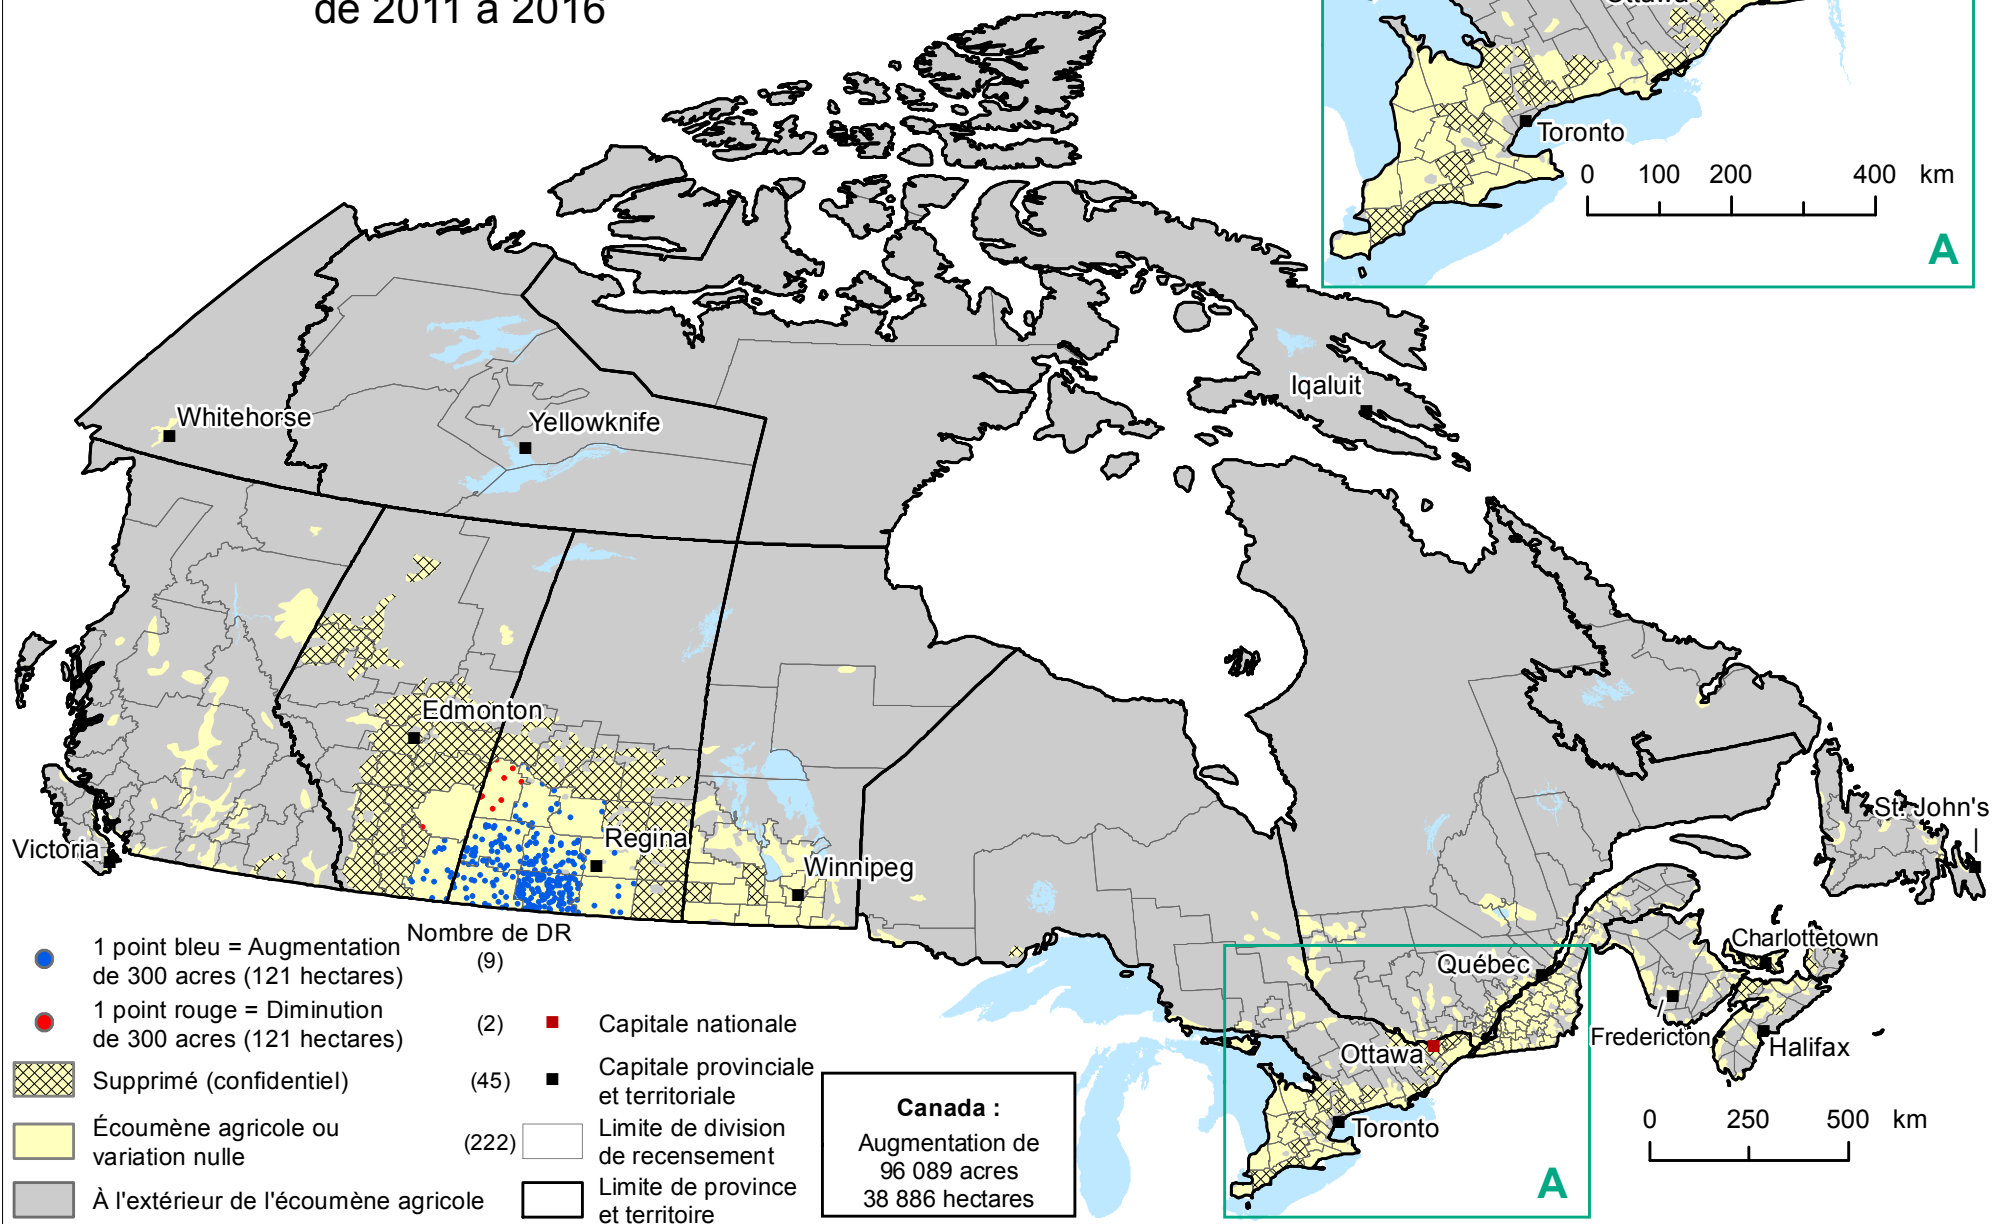 de 2011 à 2016
Ottawa
Toronto
0 100 200 400 km
A
Whitehorse
Yellowknife
Iqaluit
Edmonton
Regina
Winnipeg
Victoria
St. John's
Charlottetown
Québec
Fredericton
Halifax
Ottawa
Toronto
A
0 250 500 km
Nombre de DR
1 point bleu = Augmentation
de 300 acres (121 hectares)
(9)
1 point rouge = Diminution
de 300 acres (121 hectares)
(2)
Supprimé (confidentiel)
(45)
Écoumène agricole ou
variation nulle
(222)
À l'extérieur de l'écoumène agricole
Capitale nationale
Capitale provinciale
et territoriale
Limite de division
de recensement
Limite de province
et territoire
Canada :
Augmentation de
96 089 acres
38 886 hectares